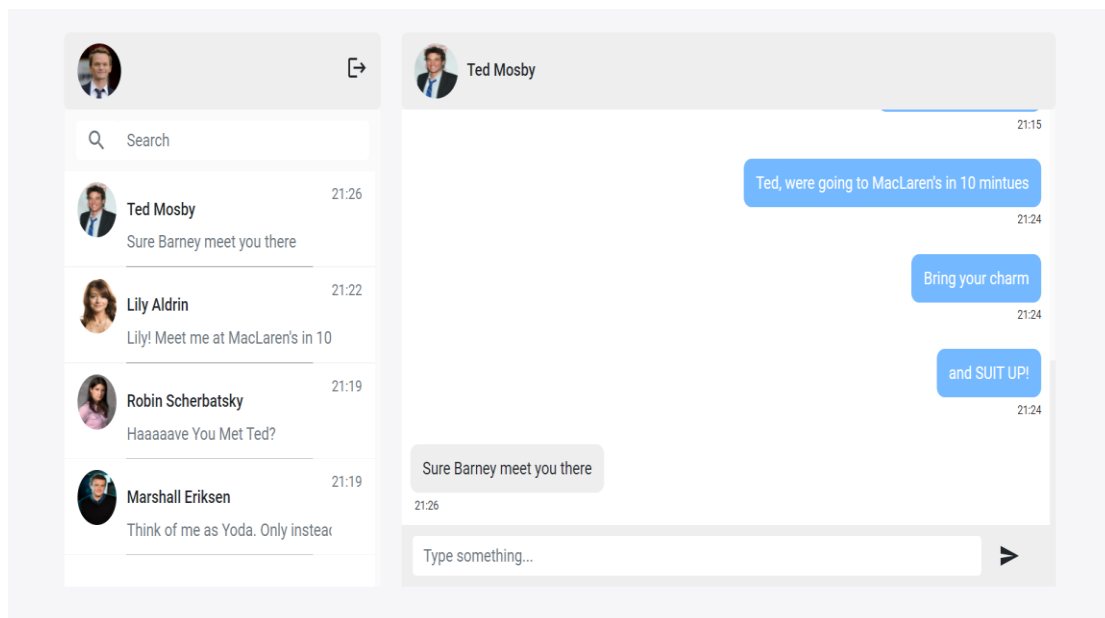 Search
21:26
Ted Mosby
Sure Barney meet you there
21:22
Lily Aldrin
Lily! Meet me at MacLaren's in 10
21:19
Robin Scherbatsky
Haaaaave You Met Ted?
21:19
Marshall Eriksen
Think of me as Yoda. Only instea
Ted Mosby
21:15
Ted, were going to MacLaren's in 10 mintues
21:24
Bring your charm
21:24
and SUIT UP!
21:24
Sure Barney meet you there
21:26
Type something...